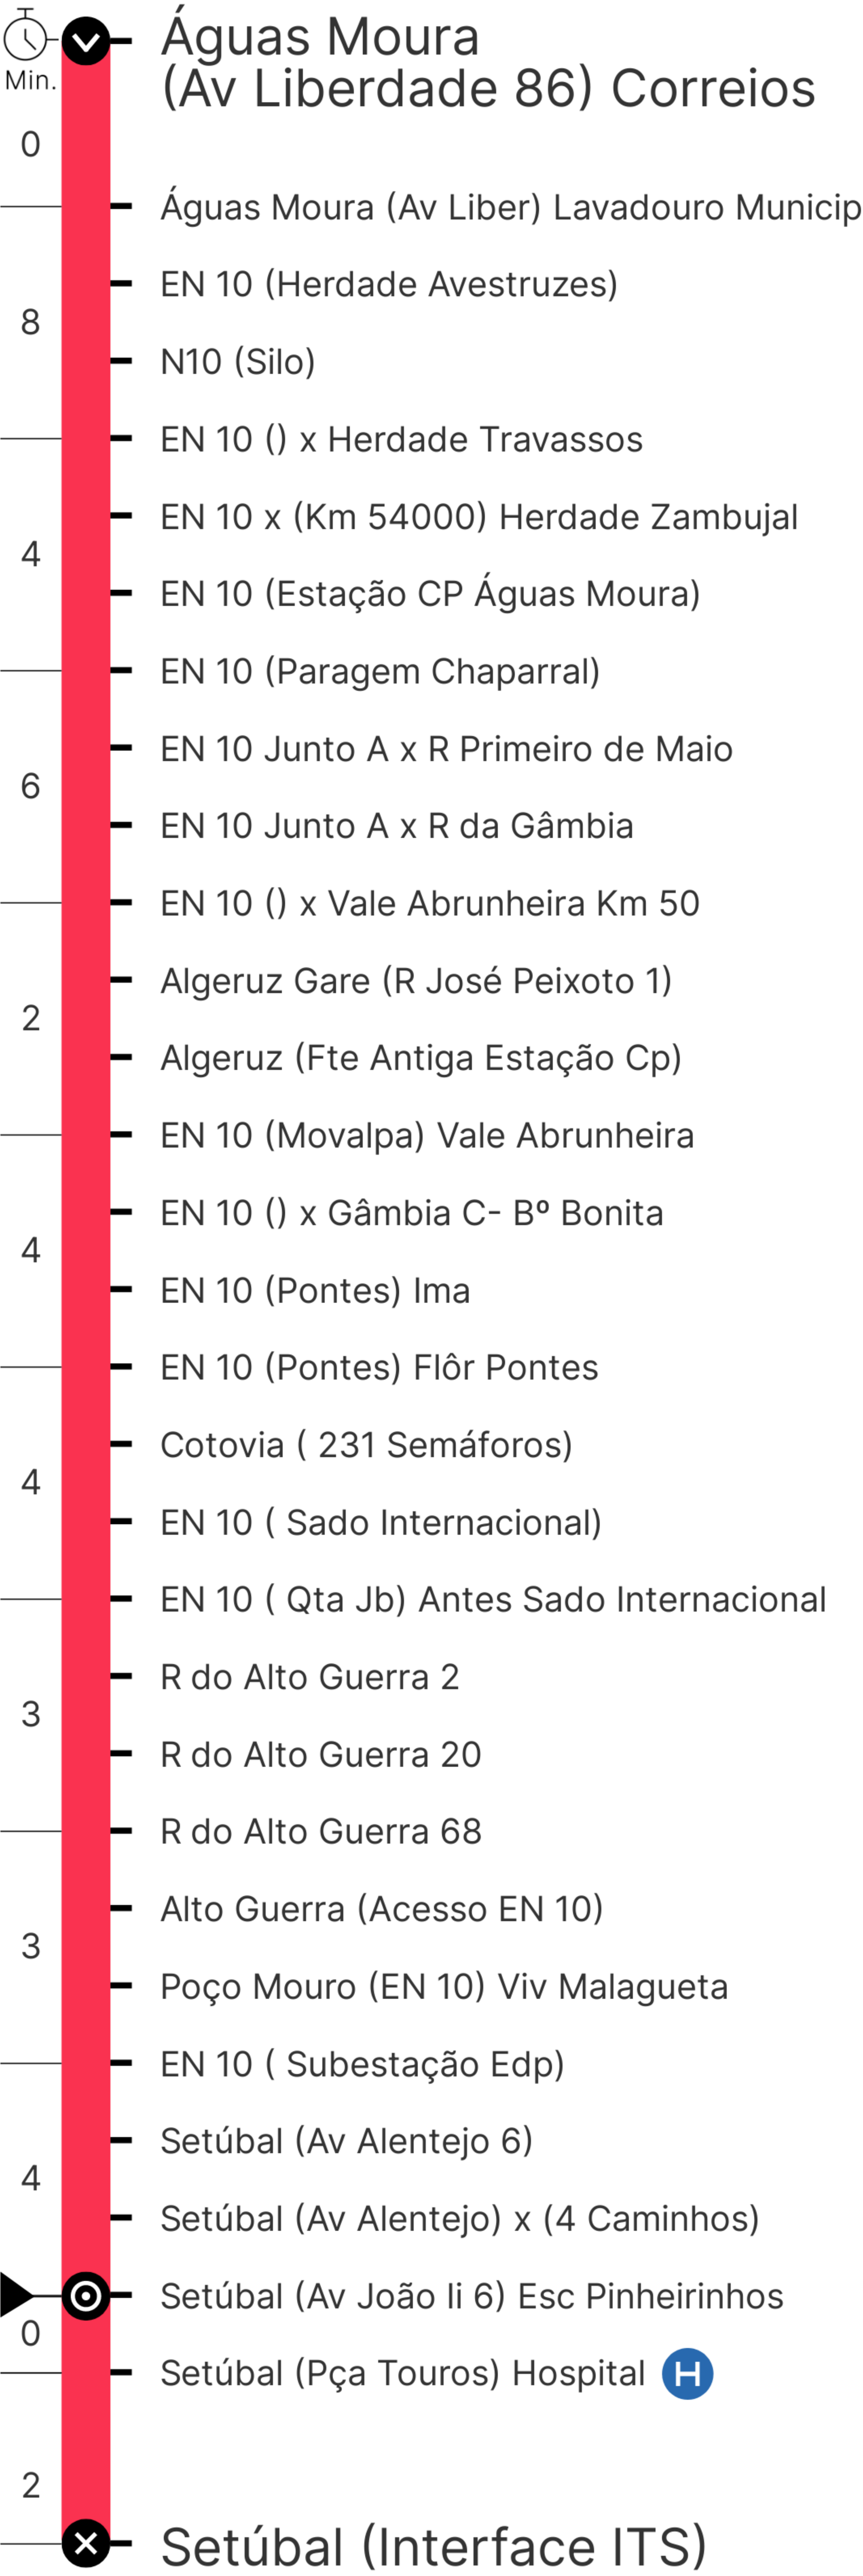 Min.
Águas Moura
(Av Liberdade 86) Correios
0
Águas Moura (Av Liber) Lavadouro Municip
EN 10 (Herdade Avestruzes)
8
N10 (Silo)
EN 10 () x Herdade Travassos
EN 10 x (Km 54000) Herdade Zambujal
4
EN 10 (Estação CP Águas Moura)
EN 10 (Paragem Chaparral)
EN 10 Junto A x R Primeiro de Maio
6
EN 10 Junto A x R da Gâmbia
EN 10 () x Vale Abrunheira Km 50
Algeruz Gare (R José Peixoto 1)
2
Algeruz (Fte Antiga Estação Cp)
EN 10 (Movalpa) Vale Abrunheira
EN 10 () x Gâmbia C- Bº Bonita
4
EN 10 (Pontes) Ima
EN 10 (Pontes) Flôr Pontes
Cotovia ( 231 Semáforos)
4
EN 10 ( Sado Internacional)
EN 10 ( Qta Jb) Antes Sado Internacional
R do Alto Guerra 2
3
R do Alto Guerra 20
R do Alto Guerra 68
Alto Guerra (Acesso EN 10)
3
Poço Mouro (EN 10) Viv Malagueta
EN 10 ( Subestação Edp)
Setúbal (Av Alentejo 6)
4
Setúbal (Av Alentejo) x (4 Caminhos)
Setúbal (Av João Ii 6) Esc Pinheirinhos
0
Setúbal (Pça Touros) Hospital H
2
Setúbal (Interface ITS)